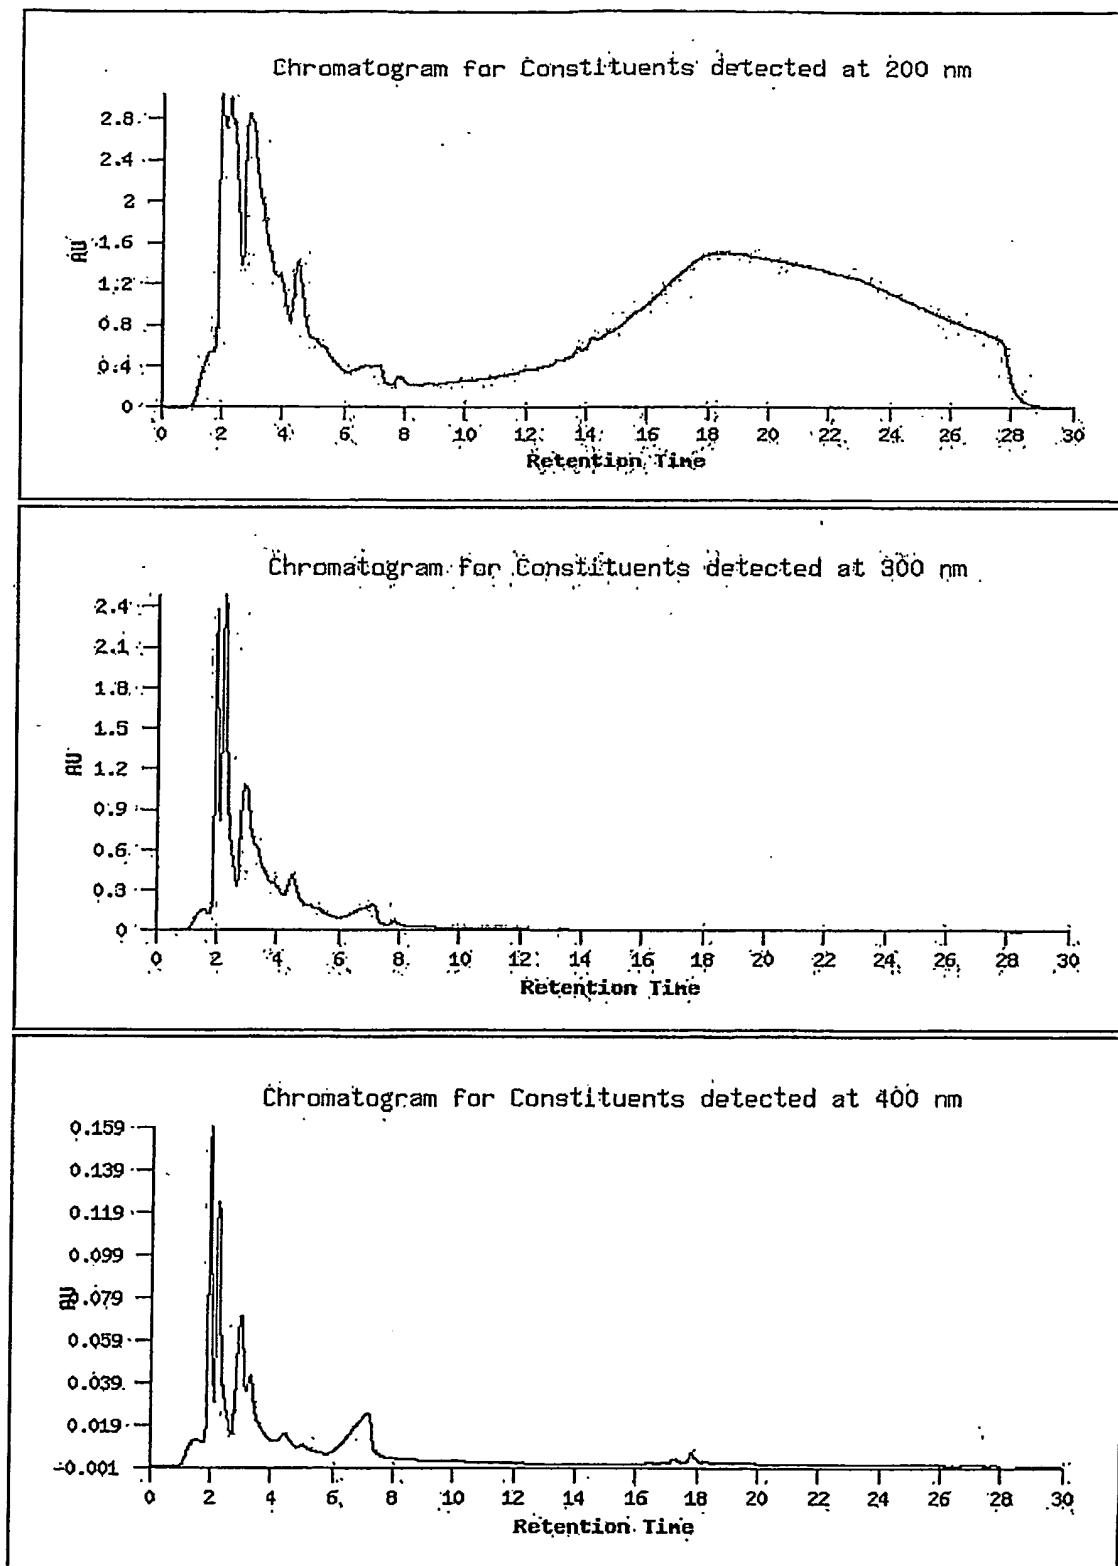 Chromatogram for Constituents detected at 200 nm
2.8
2.4
2
1.6
1.2
0.8
0.4
0
AU
0 2 4 6 8 10 12 14 16 18 20 22 24 26 28 30
Retention Time
Chromatogram for Constituents detected at 300 nm
2.4
2.1
1.8
1.5
1.2
0.9
0.6
0.3
0
AU
0 2 4 6 8 10 12 14 16 18 20 22 24 26 28 30
Retention Time
Chromatogram for Constituents detected at 400 nm
0.159
0.139
0.119
0.099
0.079
0.059
0.039
0.019
-0.001
AU
0 2 4 6 8 10 12 14 16 18 20 22 24 26 28 30
Retention Time